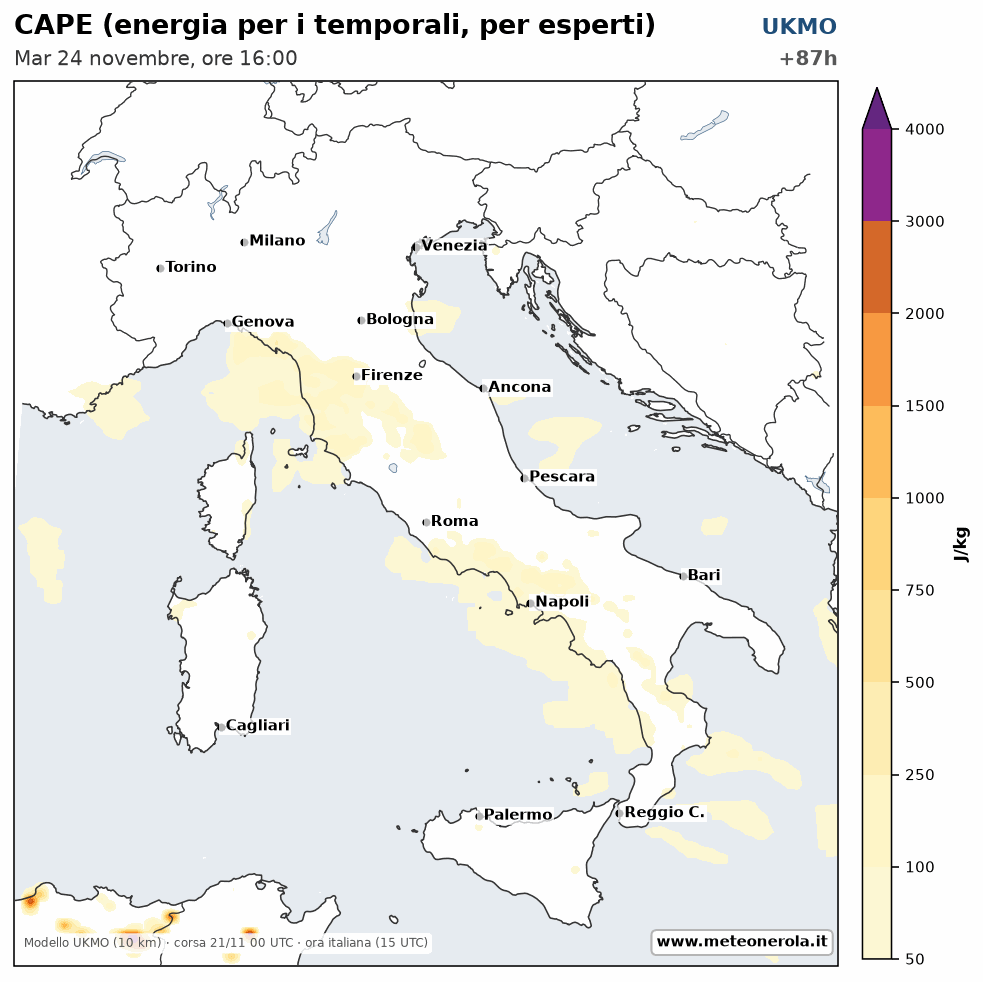 CAPE (energia per i temporali, per esperti)
UKMO
Mar 24 novembre, ore 16:00
+87h
4000
3000
2000
1500
1000
750
500
250
100
50
J/kg
Milano
Venezia
Torino
Genova
Bologna
Firenze
Ancona
Pescara
Roma
Bari
Napoli
Cagliari
Palermo
Reggio C.
Modello UKMO (10 km) · corsa 21/11 00 UTC · ora italiana (15 UTC)
www.meteonerola.it